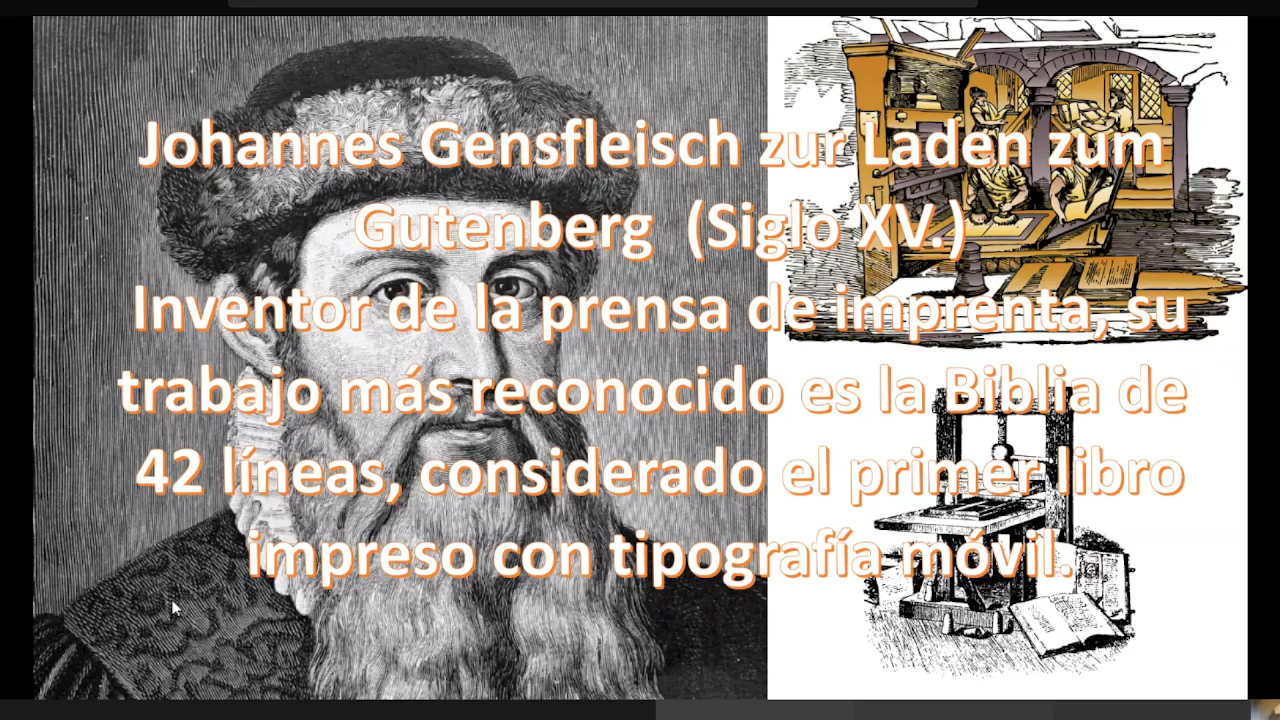 Johannes Gensfleisch zur Laden zum
Gutenberg (Siglo XV.)
Inventor de la prensa de imprenta, su
trabajo más reconocido es la Biblia de
42 líneas, considerado el primer libro
impreso con tipografía móvil.